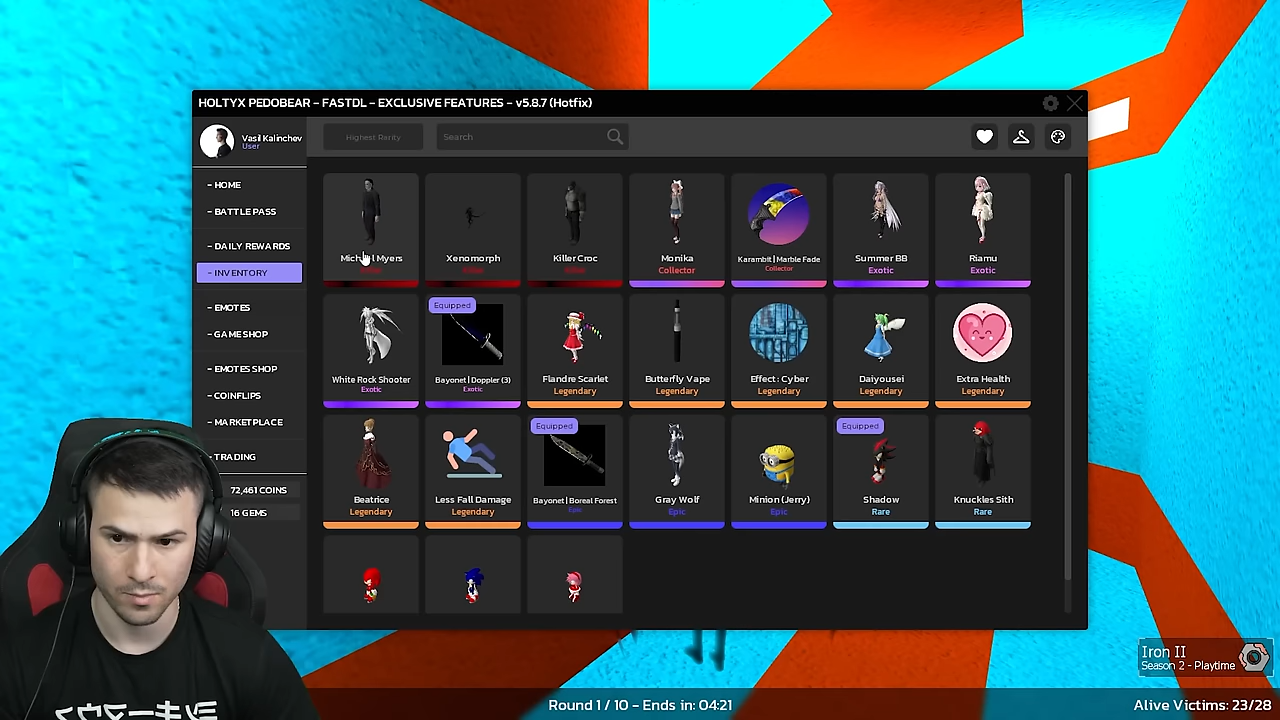 HOLTYX PEDOBEAR - FASTDL - EXCLUSIVE FEATURES - v5.8.7 (Hotfix)
Vasil Kalinchev
User
Highest Rarity
Search
- HOME
- BATTLE PASS
- DAILY REWARDS
- INVENTORY
- EMOTES
- GAME SHOP
- EMOTES SHOP
- COINFLIPS
- MARKETPLACE
- TRADING
72,461 COINS
16 GEMS
Michael Myers
Killer
Xenomorph
Killer
Killer Croc
Killer
Monika
Collector
Karambit | Marble Fade
Collector
Summer BB
Exotic
Riamu
Exotic
White Rock Shooter
Exotic
Equipped
Bayonet | Doppler (3)
Exotic
Flandre Scarlet
Legendary
Butterfly Vape
Legendary
Effect : Cyber
Legendary
Daiyousei
Legendary
Extra Health
Legendary
Beatrice
Legendary
Less Fall Damage
Legendary
Equipped
Bayonet | Boreal Forest
Epic
Gray Wolf
Epic
Minion (Jerry)
Epic
Equipped
Shadow
Rare
Knuckles Sith
Rare
Iron II
Season 2 - Playtime
Round 1 / 10 - Ends in: 04:21
Alive Victims: 23/28